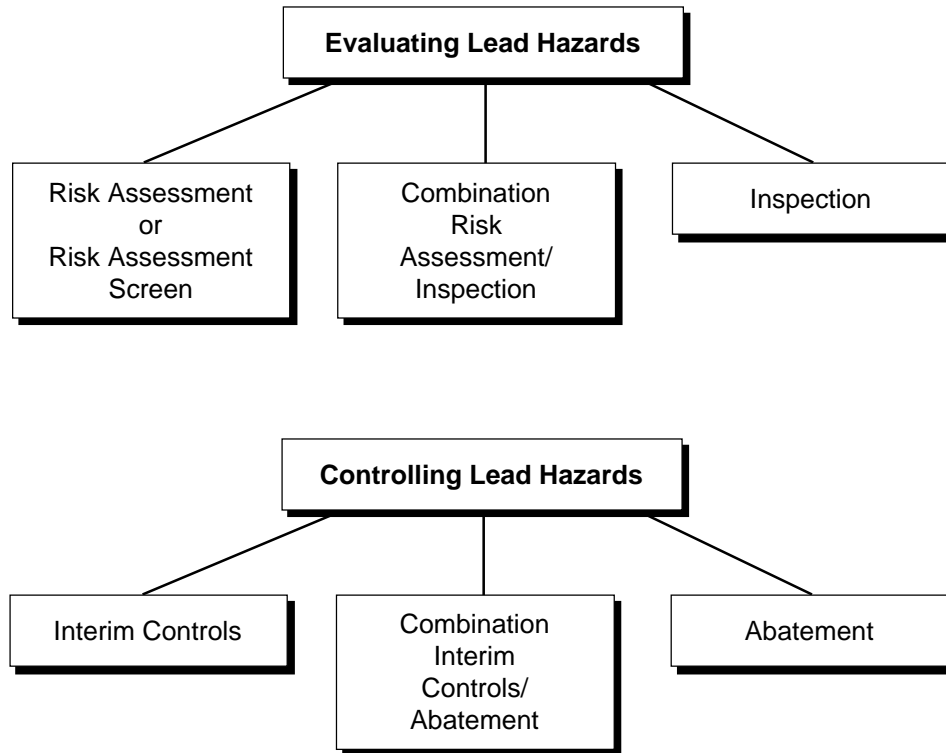 Evaluating Lead Hazards
Risk Assessment
or
Risk Assessment
Screen
Combination
Risk
Assessment/
Inspection
Inspection
Controlling Lead Hazards
Interim Controls
Combination
Interim
Controls/
Abatement
Abatement